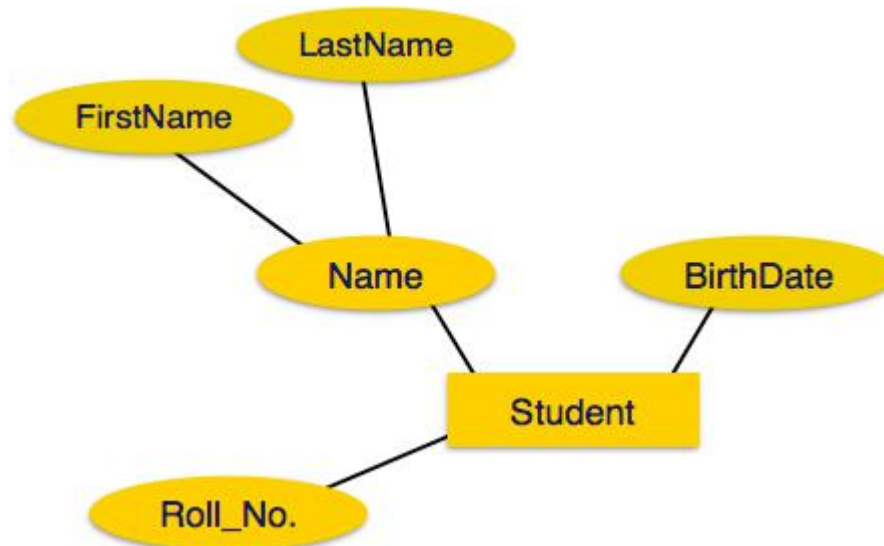 LastName
FirstName
Name
BirthDate
Student
Roll_No.